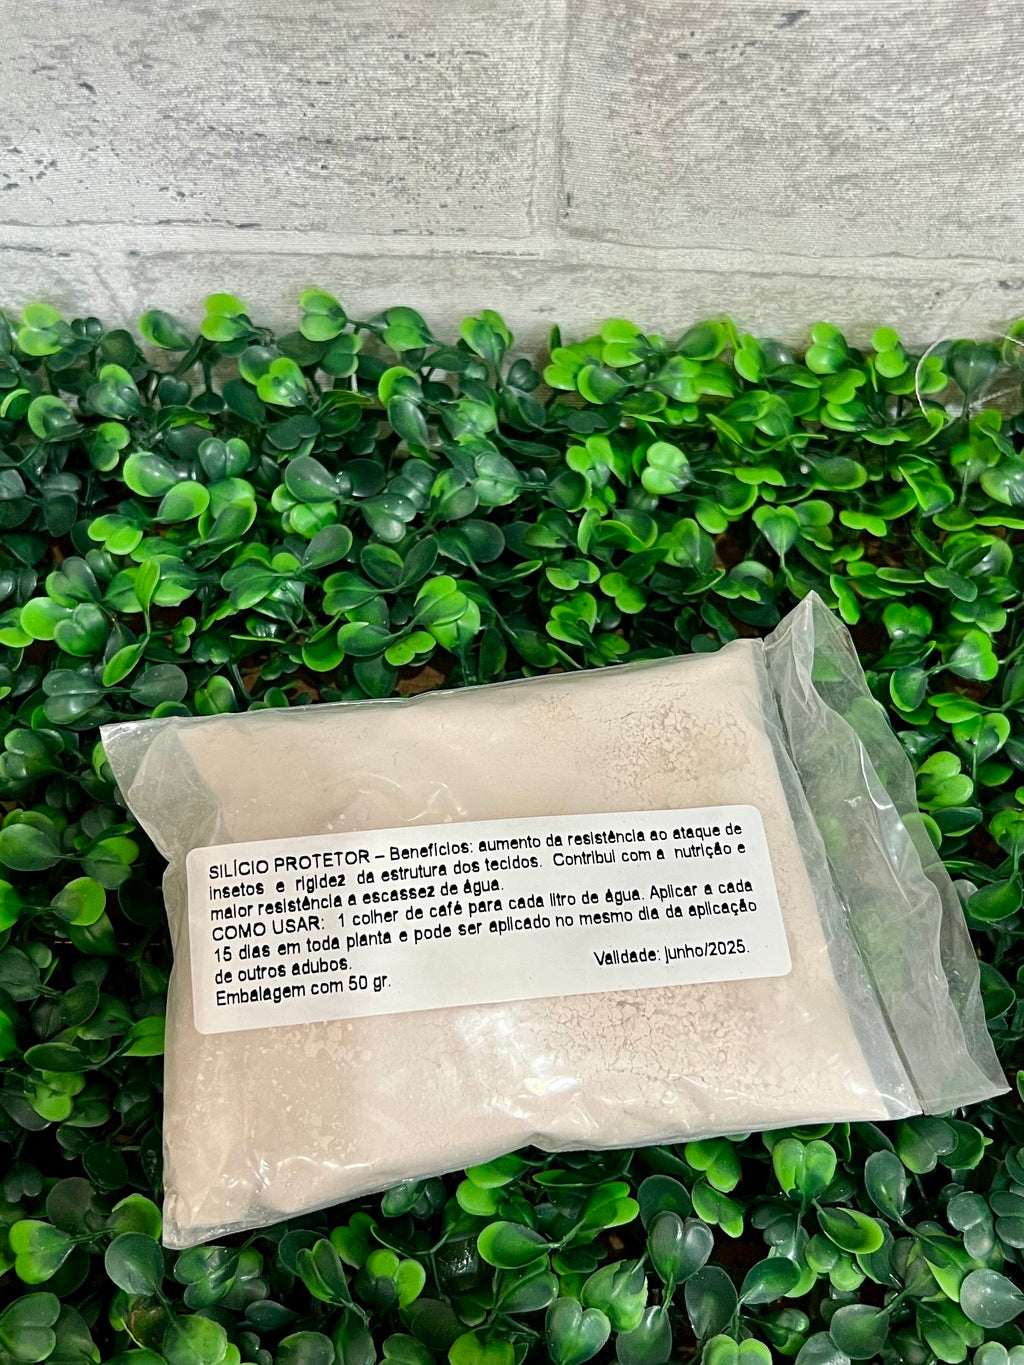 SILÍCIO PROTETOR – Benefícios: aumento da resistência ao ataque de
insetos e rigidez da estrutura dos tecidos. Contribui com a nutrição e
maior resistência a escassez de água.
COMO USAR: 1 colher de café para cada litro de água. Aplicar a cada
15 dias em toda planta e pode ser aplicado no mesmo dia da aplicação
de outros adubos.
Validade: junho/2025.
Embalagem com 50 gr.